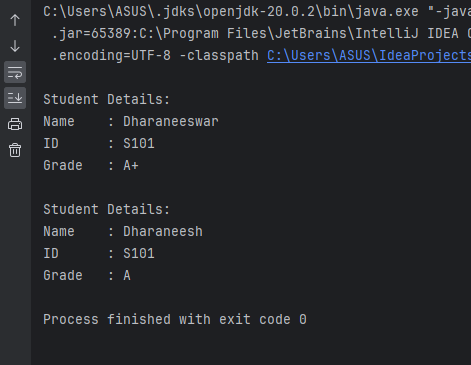 C:\Users\ASUS\.jdks\openjdk-20.0.2\bin\java.exe "-java
.jar=65389:C:\Program Files\JetBrains\IntelliJ IDEA
.encoding=UTF-8 -classpath C:\Users\ASUS\IdeaProjects
Student Details:
Name    : Dharaneeswar
ID      : S101
Grade   : A+
Student Details:
Name    : Dharaneesh
ID      : S101
Grade   : A
Process finished with exit code 0